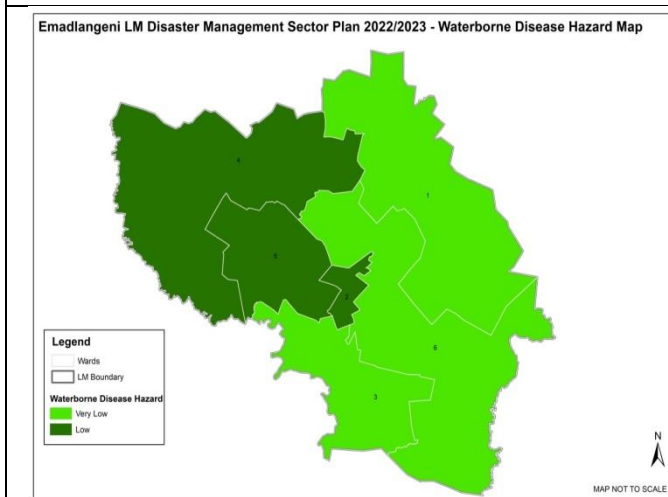 Emadlangeni LM Disaster Management Sector Plan 2022/2023 - Waterborne Disease Hazard Map
4
1
5
2
6
3
Legend
Wards
LM Boundary
Waterborne Disease Hazard
Very Low
Low
N
MAP NOT TO SCALE